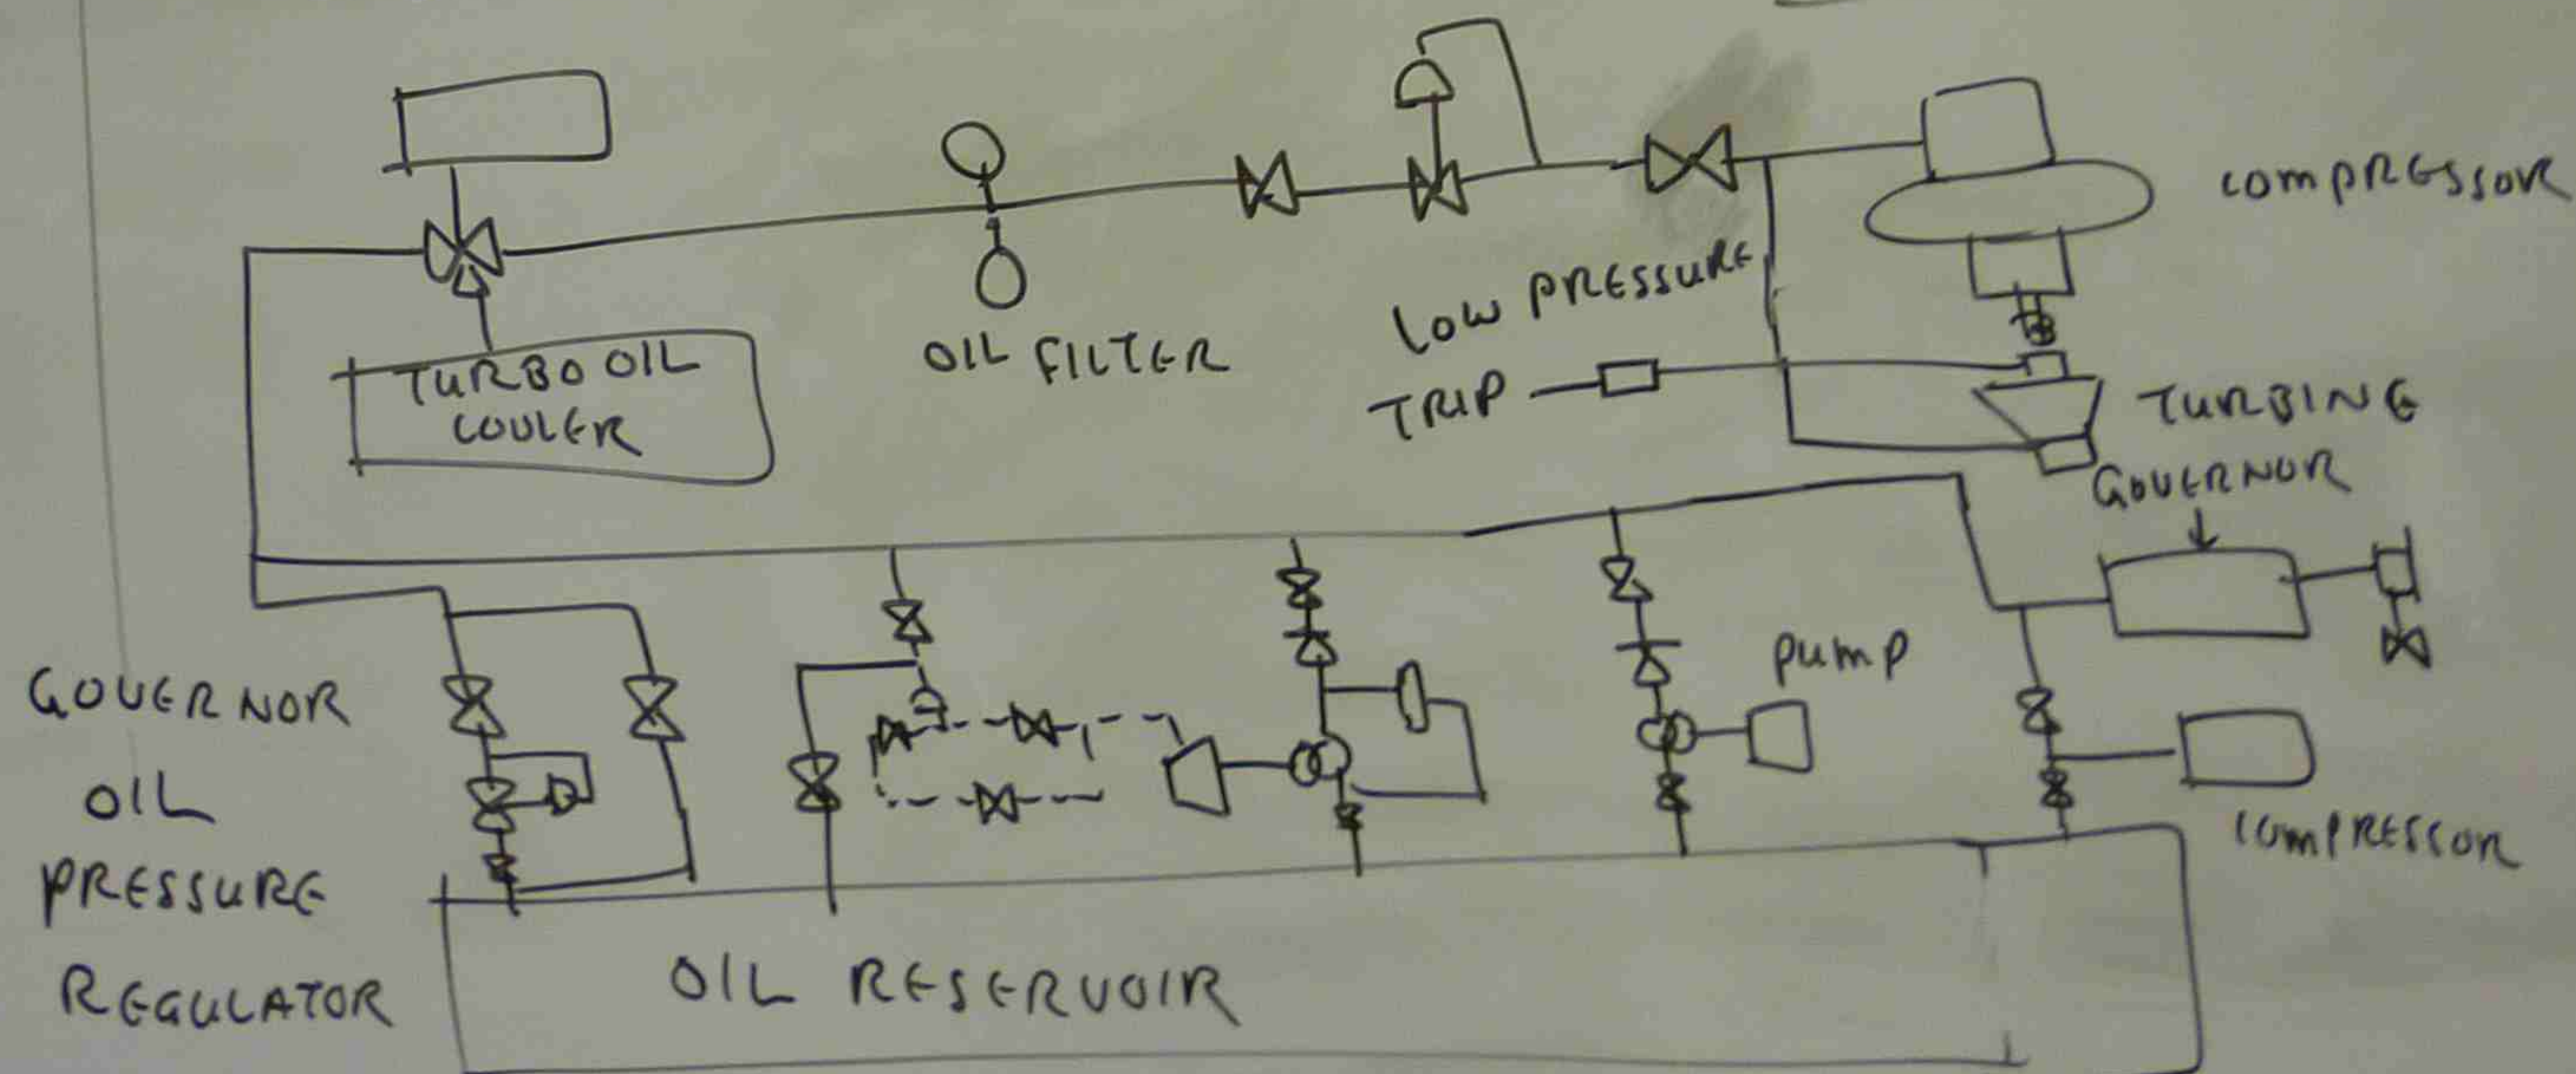 COMPRESSOR
LOW PRESSURE
TRIP
OIL FILTER
TURBO OIL
COOLER
TURBINE
GOVERNOR
PUMP
GOVERNOR
OIL
PRESSURE
REGULATOR
COMPRESSOR
OIL RESERVOIR